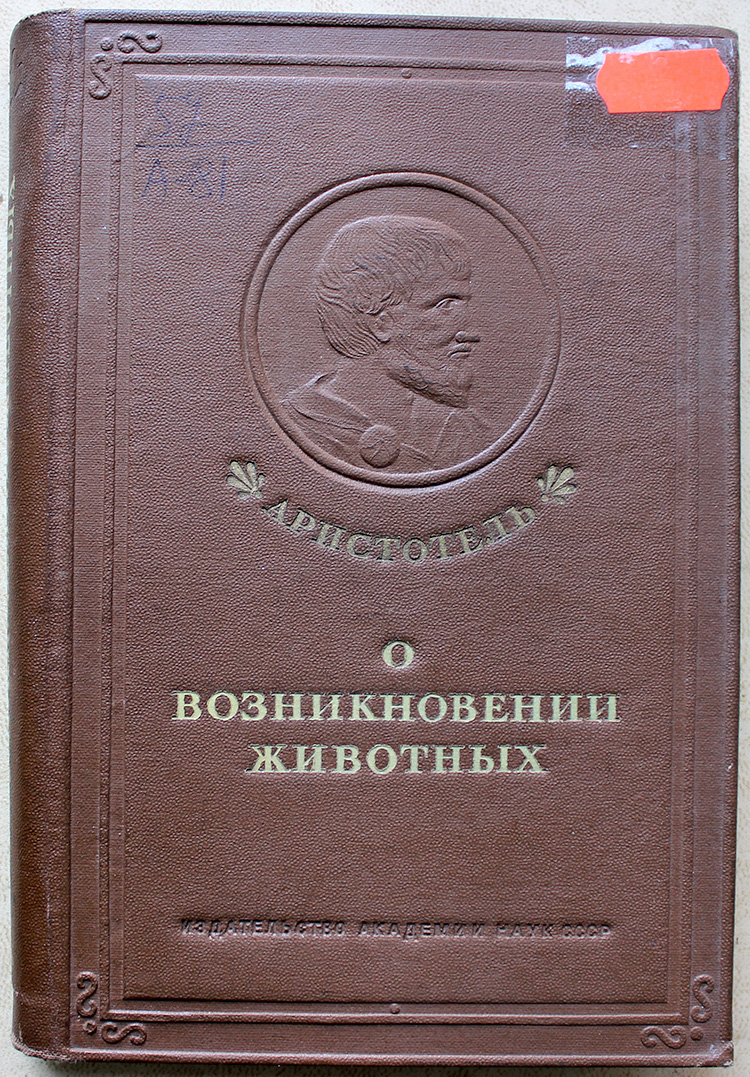 57
А-81
АРИСТОТЕЛЬ
О
ВОЗНИКНОВЕНИИ
ЖИВОТНЫХ
ИЗДАТЕЛЬСТВО АКАДЕМИИ НАУК СССР